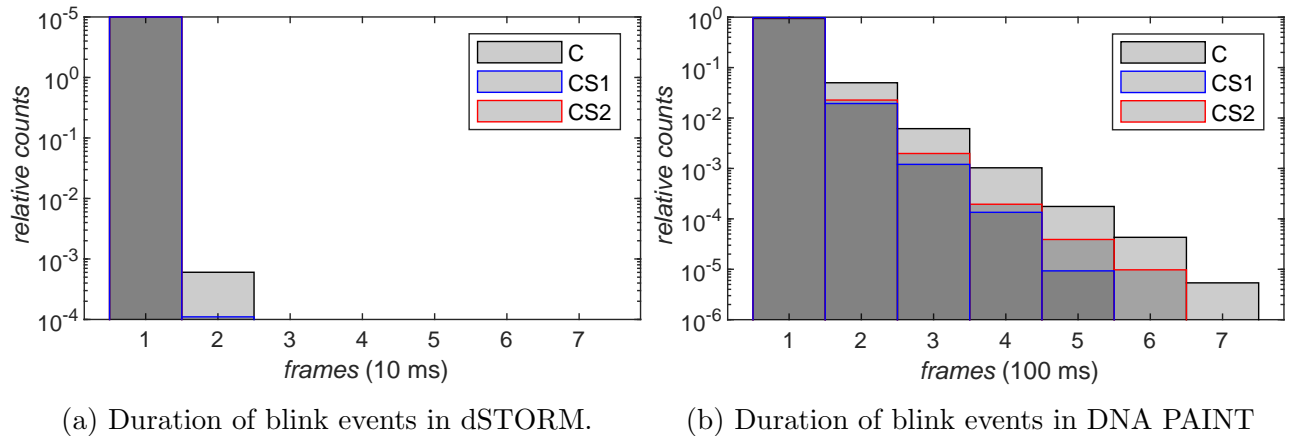 10^-5
10^0
10^-1
10^-2
10^-3
10^-4
relative counts
C
CS1
CS2
1 2 3 4 5 6 7
frames (10 ms)
(a) Duration of blink events in dSTORM.
10^0
10^-1
10^-2
10^-3
10^-4
10^-5
10^-6
relative counts
C
CS1
CS2
1 2 3 4 5 6 7
frames (100 ms)
(b) Duration of blink events in DNA PAINT